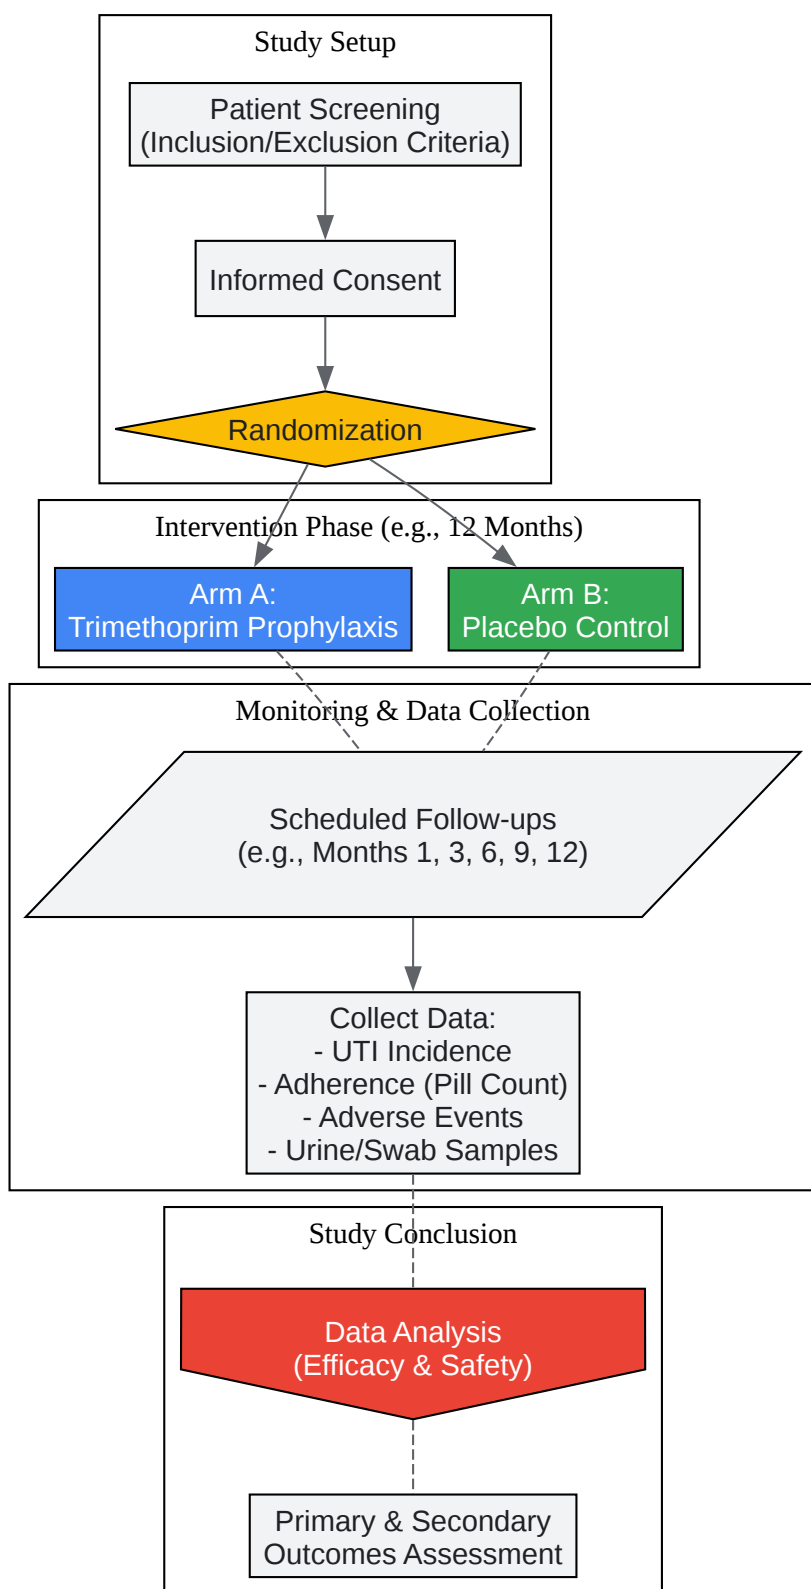 Study Setup
Patient Screening
(Inclusion/Exclusion Criteria)
Informed Consent
Randomization
Intervention Phase (e.g., 12 Months)
Arm A:
Trimethoprim Prophylaxis
Arm B:
Placebo Control
Monitoring & Data Collection
Scheduled Follow-ups
(e.g., Months 1, 3, 6, 9, 12)
Collect Data:
- UTI Incidence
- Adherence (Pill Count)
- Adverse Events
- Urine/Swab Samples
Study Conclusion
Data Analysis
(Efficacy & Safety)
Primary & Secondary
Outcomes Assessment